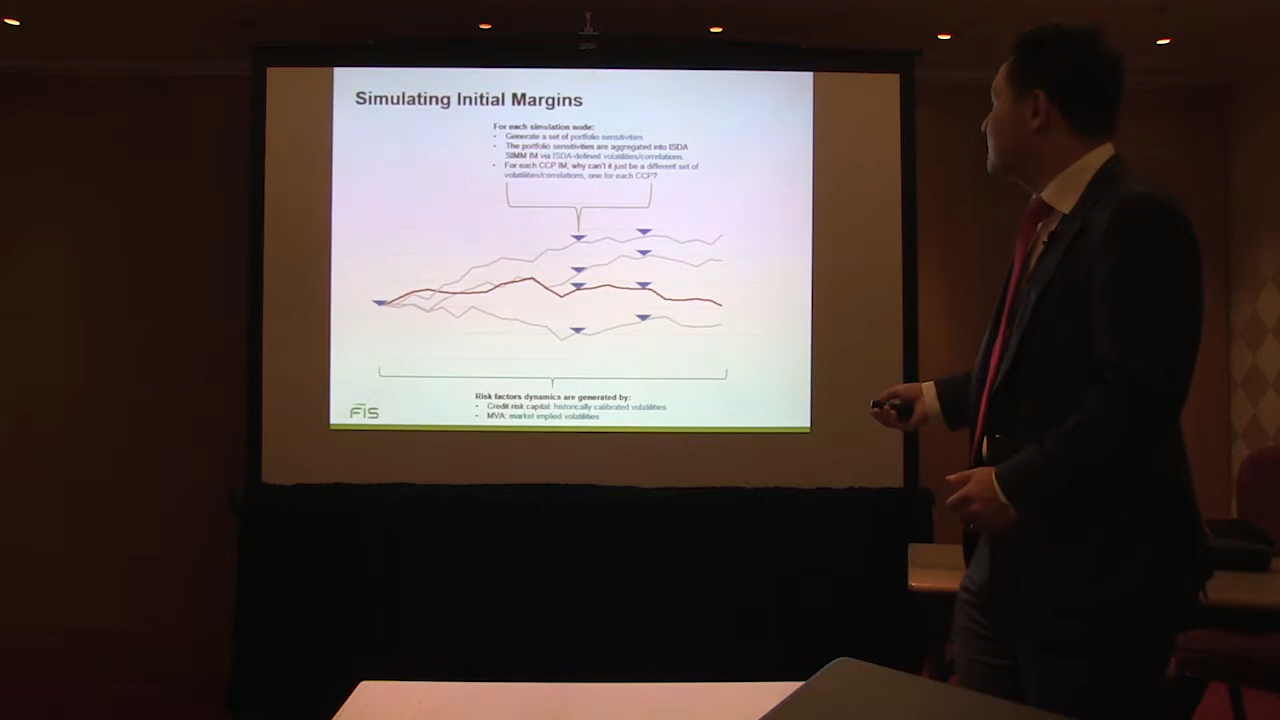 Simulating Initial Margins
For each simulation node:
• Generate a set of portfolio sensitivities
• The portfolio sensitivities are aggregated into ISDA
SIMM IM via ISDA-defined volatilities/correlations.
• For each CCP IM, why can't it just be a different set of
volatilities/correlations, one for each CCP?
Risk factors dynamics are generated by:
• Credit risk capital: historically calibrated volatilities
• MVA: market implied volatilities
FIS